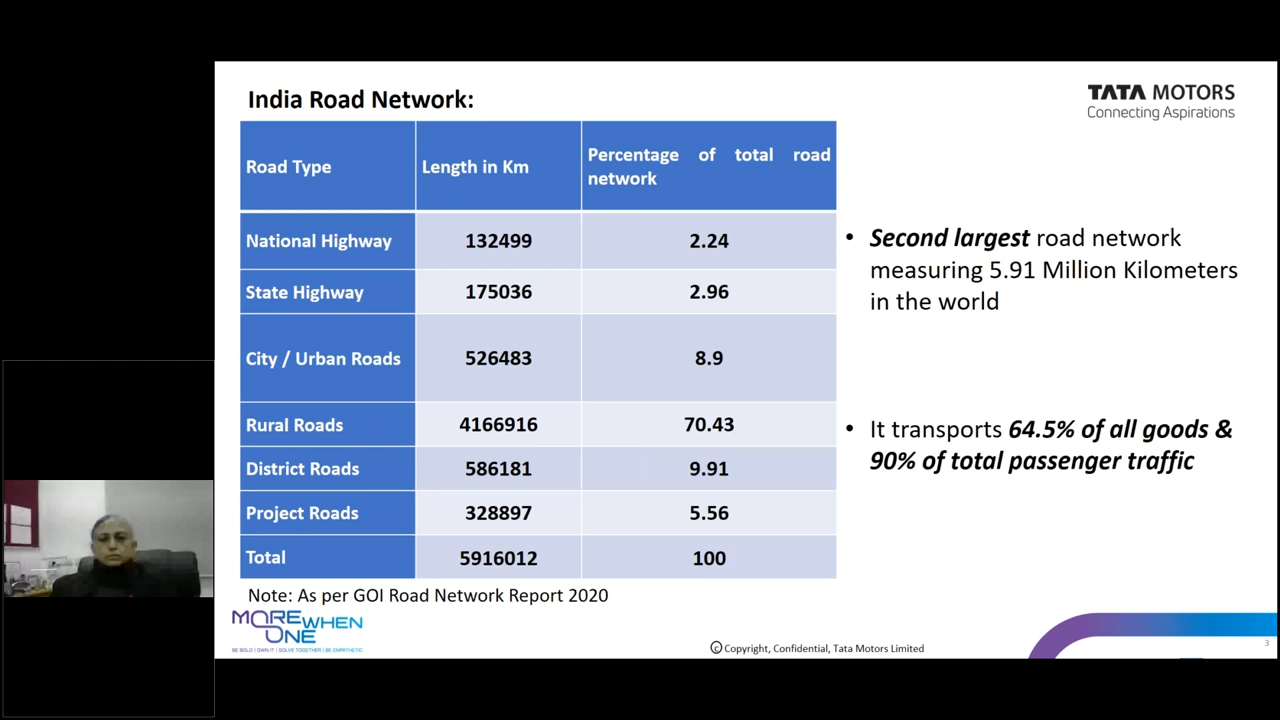 India Road Network:
TATA MOTORS
Connecting Aspirations
Road Type
Length in Km
Percentage of total road
network
National Highway
132499
2.24
State Highway
175036
2.96
City / Urban Roads
526483
8.9
Rural Roads
4166916
70.43
District Roads
586181
9.91
Project Roads
328897
5.56
Total
5916012
100
• Second largest road network
measuring 5.91 Million Kilometers
in the world
• It transports 64.5% of all goods &
90% of total passenger traffic
Note: As per GOI Road Network Report 2020
MORE WHEN
ONE
BE BOLD | OWN IT | SOLVE TOGETHER | BE EMPATHETIC
© Copyright, Confidential, Tata Motors Limited
3